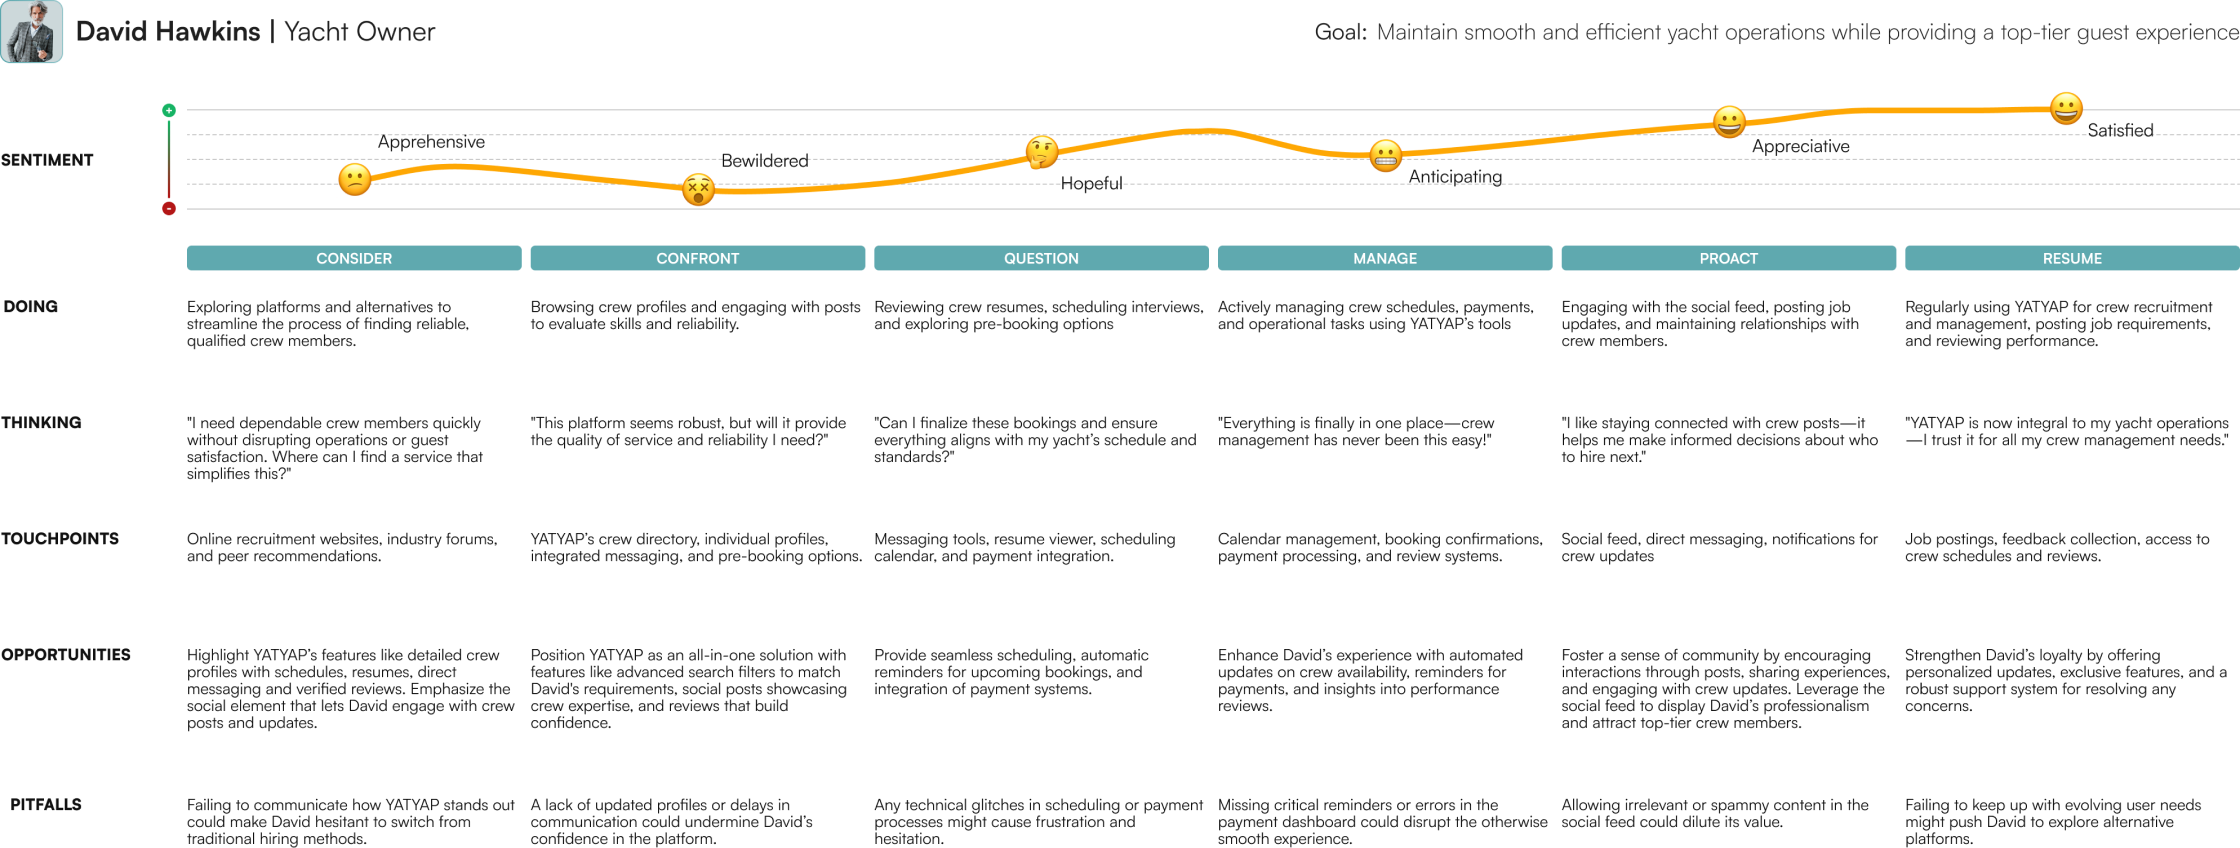 David Hawkins | Yacht Owner
Goal: Maintain smooth and efficient yacht operations while providing a top-tier guest experience
+
-
SENTIMENT
Apprehensive
Bewildered
Hopeful
Anticipating
Appreciative
Satisfied
CONSIDER
CONFRONT
QUESTION
MANAGE
PROACT
RESUME
DOING
Exploring platforms and alternatives to
streamline the process of finding reliable,
qualified crew members.
Browsing crew profiles and engaging with posts
to evaluate skills and reliability.
Reviewing crew resumes, scheduling interviews,
and exploring pre-booking options
Actively managing crew schedules, payments,
and operational tasks using YATYAP's tools
Engaging with the social feed, posting job
updates, and maintaining relationships with
crew members.
Regularly using YATYAP for crew recruitment
and management, posting job requirements,
and reviewing performance.
THINKING
"I need dependable crew members quickly
without disrupting operations or guest
satisfaction. Where can I find a service that
simplifies this?"
"This platform seems robust, but will it provide
the quality of service and reliability I need?"
"Can I finalize these bookings and ensure
everything aligns with my yacht's schedule and
standards?"
"Everything is finally in one place—crew
management has never been this easy!"
"I like staying connected with crew posts—it
helps me make informed decisions about who
to hire next."
"YATYAP is now integral to my yacht operations
—I trust it for all my crew management needs."
TOUCHPOINTS
Online recruitment websites, industry forums,
and peer recommendations.
YATYAP's crew directory, individual profiles,
integrated messaging, and pre-booking options.
Messaging tools, resume viewer, scheduling
calendar, and payment integration.
Calendar management, booking confirmations,
payment processing, and review systems.
Social feed, direct messaging, notifications for
crew updates
Job postings, feedback collection, access to
crew schedules and reviews.
OPPORTUNITIES
Highlight YATYAP's features like detailed crew
profiles with schedules, resumes, direct
messaging and verified reviews. Emphasize the
social element that lets David engage with crew
posts and updates.
Position YATYAP as an all-in-one solution with
features like advanced search filters to match
David's requirements, social posts showcasing
crew expertise, and reviews that build
confidence.
Provide seamless scheduling, automatic
reminders for upcoming bookings, and
integration of payment systems.
Enhance David's experience with automated
updates on crew availability, reminders for
payments, and insights into performance
reviews.
Foster a sense of community by encouraging
interactions through posts, sharing experiences,
and engaging with crew updates. Leverage the
social feed to display David's professionalism
and attract top-tier crew members.
Strengthen David's loyalty by offering
personalized updates, exclusive features, and a
robust support system for resolving any
concerns.
PITFALLS
Failing to communicate how YATYAP stands out
could make David hesitant to switch from
traditional hiring methods.
A lack of updated profiles or delays in
communication could undermine David's
confidence in the platform.
Any technical glitches in scheduling or payment
processes might cause frustration and
hesitation.
Missing critical reminders or errors in the
payment dashboard could disrupt the otherwise
smooth experience.
Allowing irrelevant or spammy content in the
social feed could dilute its value.
Failing to keep up with evolving user needs
might push David to explore alternative
platforms.